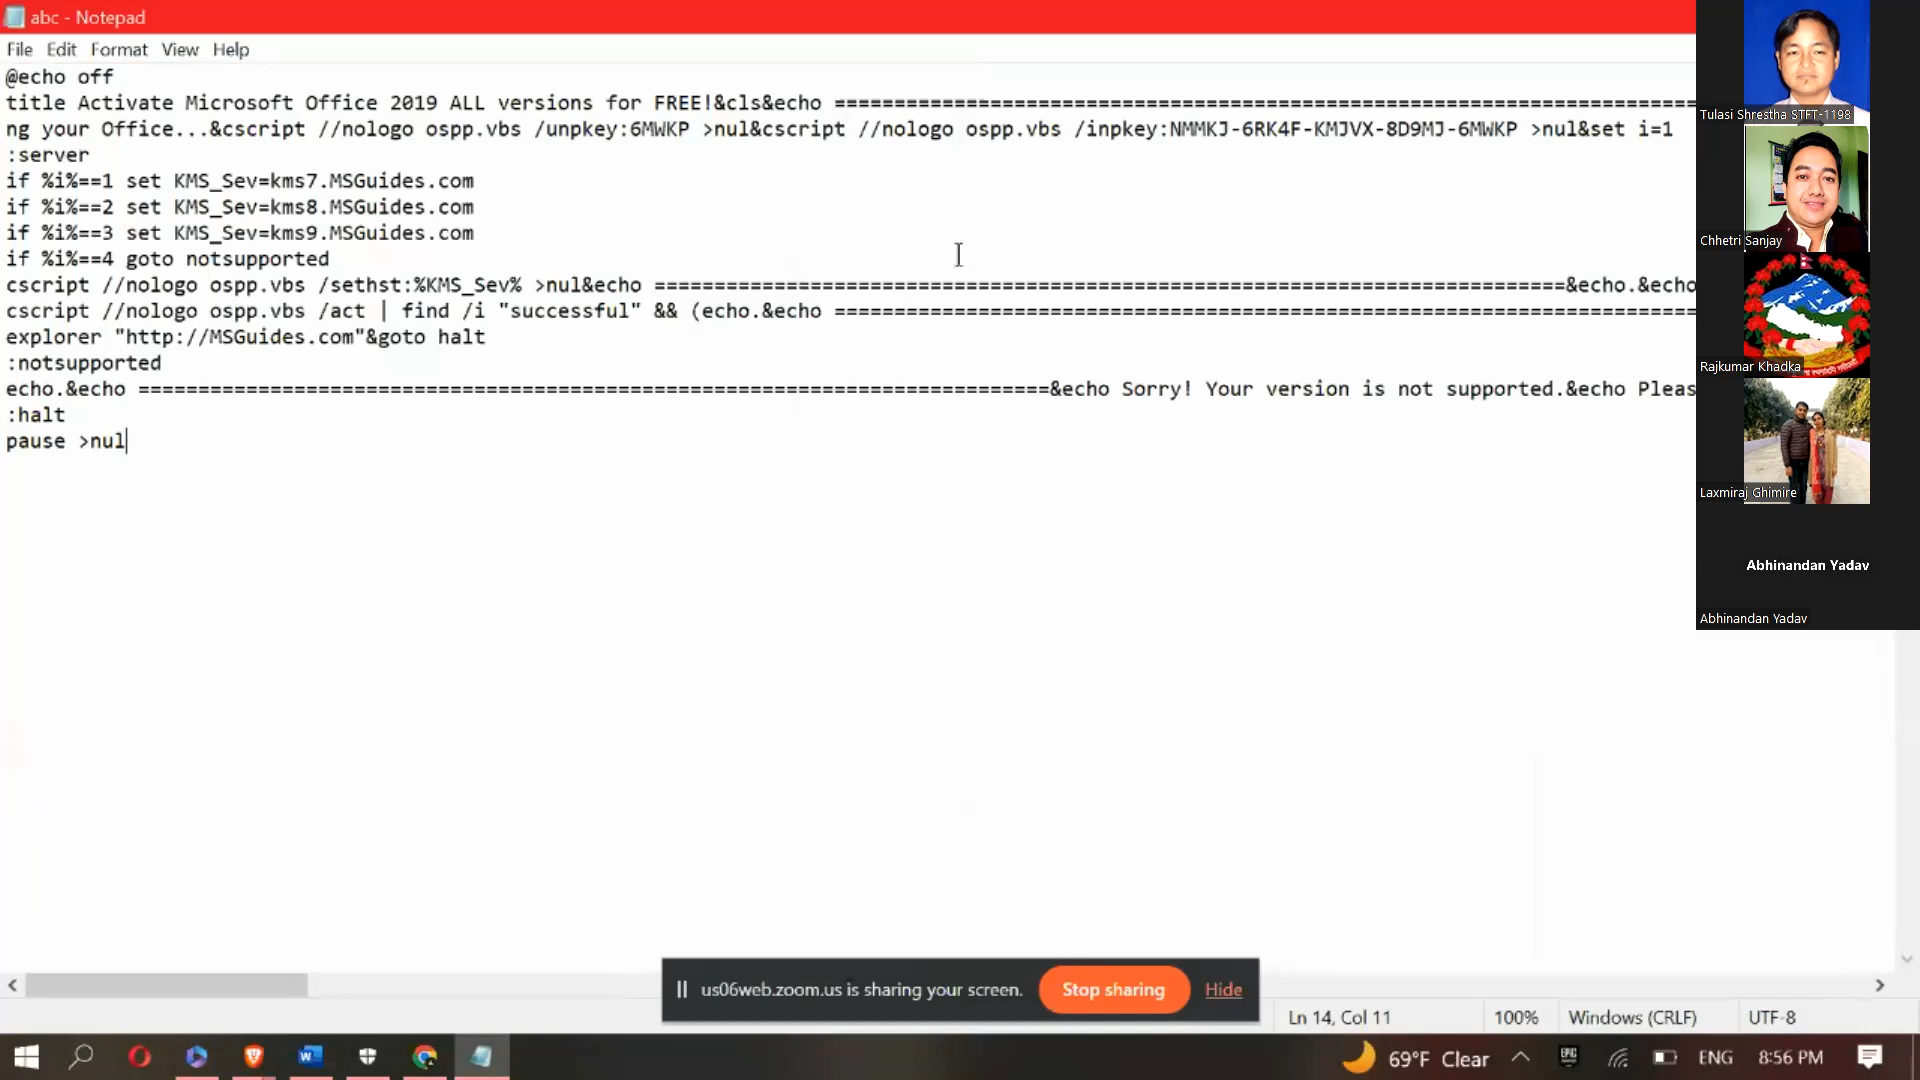 abc - Notepad
File Edit Format View Help
@echo off
title Activate Microsoft Office 2019 ALL versions for FREE!&cls&echo ============================================================================
ng your Office...&cscript //nologo ospp.vbs /unpkey:6MWKP >nul&cscript //nologo ospp.vbs /inpkey:NMMKJ-6RK4F-KMJVX-8D9MJ-6MWKP >nul&set i=1
:server
if %i%==1 set KMS_Sev=kms7.MSGuides.com
if %i%==2 set KMS_Sev=kms8.MSGuides.com
if %i%==3 set KMS_Sev=kms9.MSGuides.com
if %i%==4 goto notsupported
cscript //nologo ospp.vbs /sethst:%KMS_Sev% >nul&echo ============================================================================&echo.&echo
cscript //nologo ospp.vbs /act | find /i "successful" && (echo.&echo ============================================================================
explorer "http://MSGuides.com"&goto halt
:notsupported
echo.&echo ============================================================================&echo Sorry! Your version is not supported.&echo Pleas
:halt
pause >nul
Tulasi Shrestha STFT-1198
Chhetri Sanjay
Rajkumar Khadka
Laxmiraj Ghimire
Abhinandan Yadav
Abhinandan Yadav
us06web.zoom.us is sharing your screen. Stop sharing Hide
Ln 14, Col 11 100% Windows (CRLF) UTF-8
69°F Clear ENG 8:56 PM